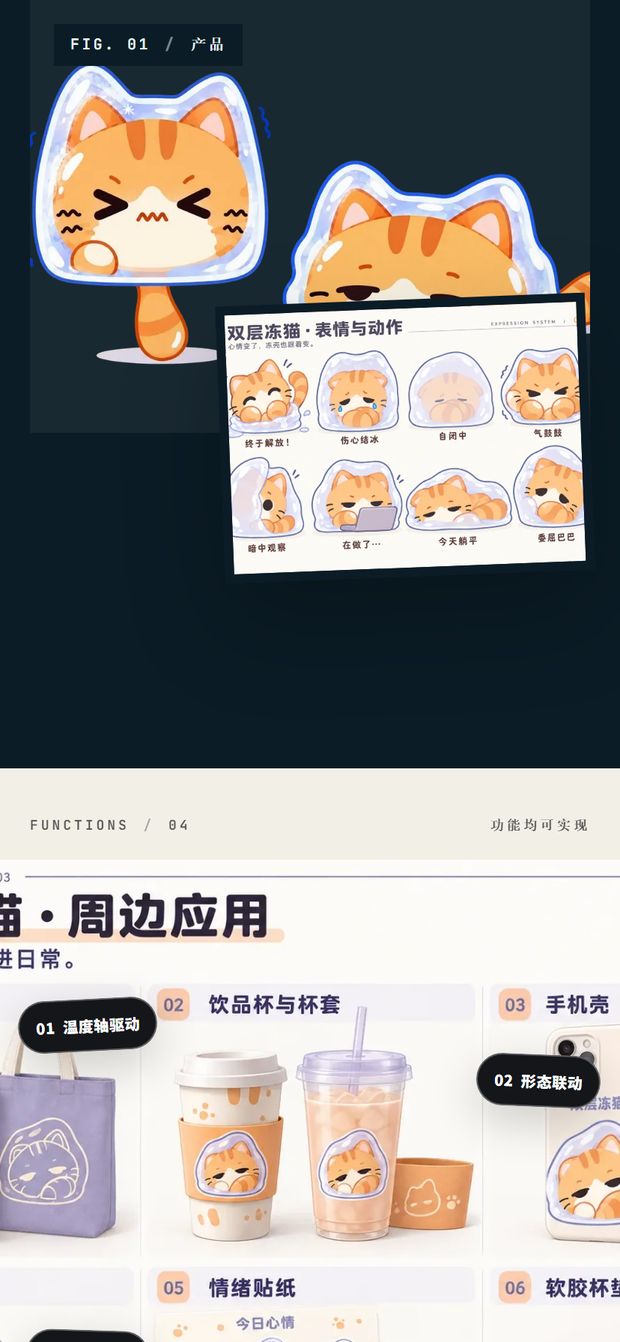 FIG. 01 / 产品
双层冻猫·表情与动作
EXPRESSION SYSTEM /
心情变了，冻壳也跟着变。
终于解放！
伤心结冰
自闭中
气鼓鼓
暗中观察
在做了…
今天躺平
委屈巴巴
FUNCTIONS / 04
功能均可实现
03
猫·周边应用
进日常。
02 饮品杯与杯套
03 手机壳
01 温度轴驱动
02 形态联动
双层冻猫
05 情绪贴纸
06 软胶杯垫
今日心情